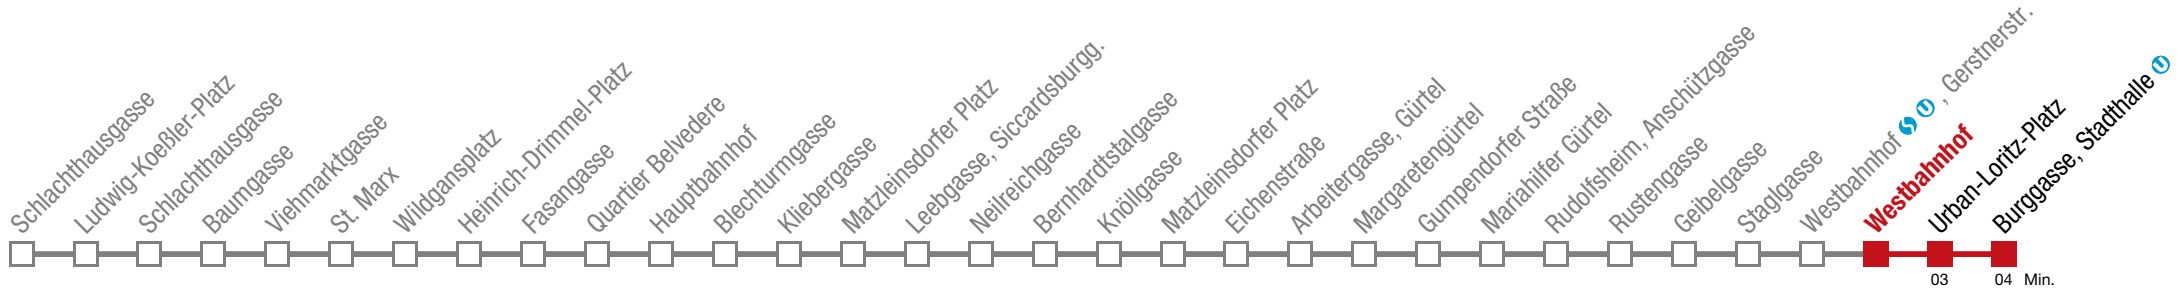 Schlachthausgasse
Ludwig-Koeßler-Platz
Schlachthausgasse
Baumgasse
Viehmarktgasse
St. Marx
Wildgansplatz
Heinrich-Drimmel-Platz
Fasangasse
Quartier Belvedere
Hauptbahnhof
Blechturmgasse
Kliebergasse
Matzleinsdorfer Platz
Leebgasse, Siccardsburgg.
Neilreichgasse
Bernhardtstalgasse
Knöllgasse
Matzleinsdorfer Platz
Eichenstraße
Arbeitergasse, Gürtel
Margaretengürtel
Gumpendorfer Straße
Mariahilfer Gürtel
Rudolfsheim, Anschützgasse
Rustengasse
Geibelgasse
Staglgasse
Westbahnhof S U , Gerstnerstr.
Westbahnhof
Urban-Loritz-Platz
Burggasse, Stadthalle U
03 04 Min.